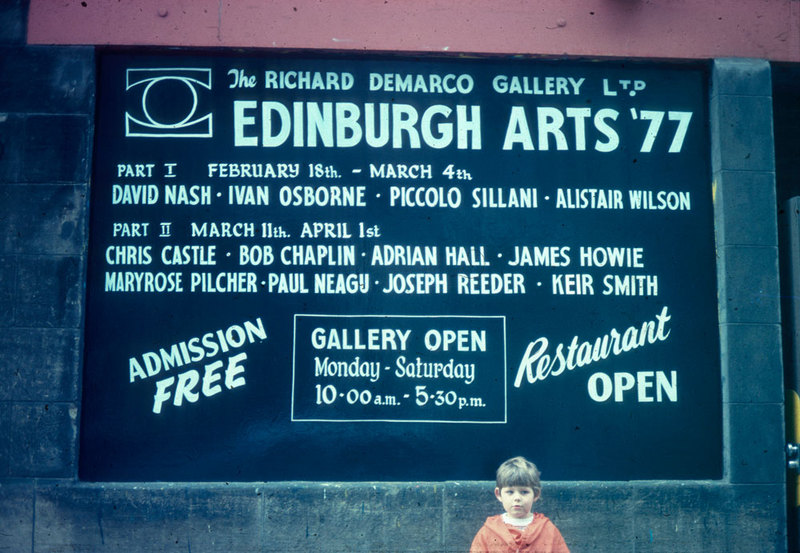 The RICHARD DEMARCO GALLERY LTD
EDINBURGH ARTS '77
PART I FEBRUARY 18th. - MARCH 4th
DAVID NASH · IVAN OSBORNE · PICCOLO SILLANI · ALISTAIR WILSON
PART II MARCH 11th. APRIL 1st
CHRIS CASTLE · BOB CHAPLIN · ADRIAN HALL · JAMES HOWIE
MARYROSE PILCHER · PAUL NEAGU · JOSEPH REEDER · KEIR SMITH
ADMISSION
FREE
GALLERY OPEN
Monday - Saturday
10·00 a.m. - 5·30 p.m.
Restaurant
OPEN